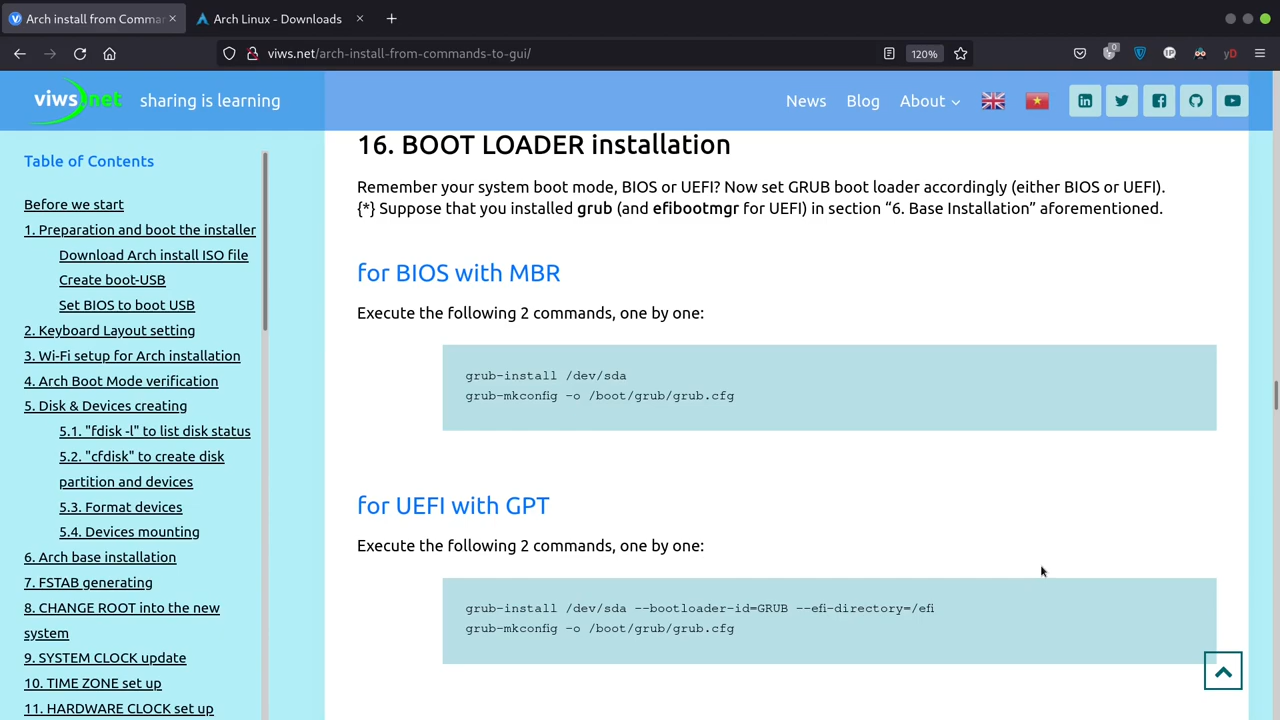 Arch install from Comma
Arch Linux - Downloads
viws.net/arch-install-from-commands-to-gui/
120%
0
IP
yD
viws.net
sharing is learning
News
Blog
About
Table of Contents
Before we start
1. Preparation and boot the installer
Download Arch install ISO file
Create boot-USB
Set BIOS to boot USB
2. Keyboard Layout setting
3. Wi-Fi setup for Arch installation
4. Arch Boot Mode verification
5. Disk & Devices creating
5.1. "fdisk -l" to list disk status
5.2. "cfdisk" to create disk
partition and devices
5.3. Format devices
5.4. Devices mounting
6. Arch base installation
7. FSTAB generating
8. CHANGE ROOT into the new
system
9. SYSTEM CLOCK update
10. TIME ZONE set up
11. HARDWARE CLOCK set up
16. BOOT LOADER installation
Remember your system boot mode, BIOS or UEFI? Now set GRUB boot loader accordingly (either BIOS or UEFI).
{*} Suppose that you installed grub (and efibootmgr for UEFI) in section “6. Base Installation” aforementioned.
for BIOS with MBR
Execute the following 2 commands, one by one:
grub-install /dev/sda
grub-mkconfig -o /boot/grub/grub.cfg
for UEFI with GPT
Execute the following 2 commands, one by one:
grub-install /dev/sda --bootloader-id=GRUB --efi-directory=/efi
grub-mkconfig -o /boot/grub/grub.cfg